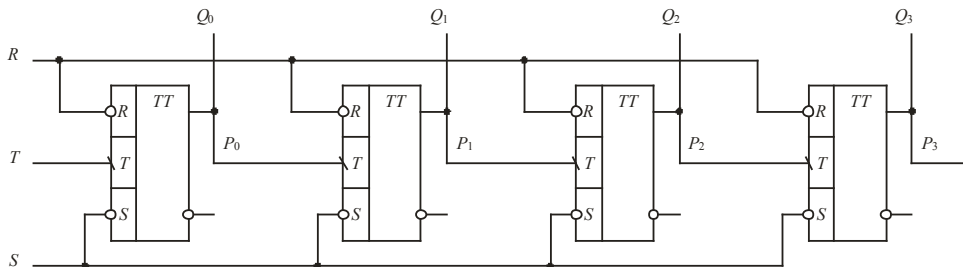 Q0 Q1 Q2 Q3
R
TT TT TT TT
R R R R
P0 P1 P2 P3
T T T T T
S S S S
S